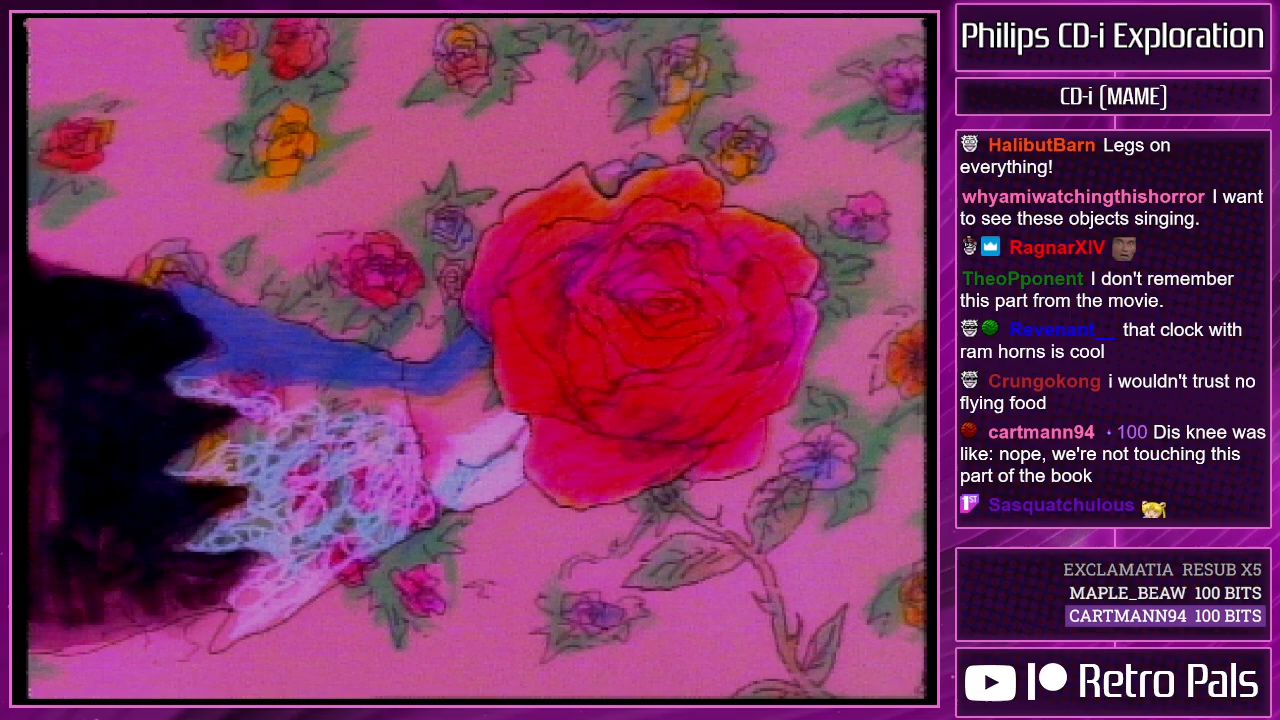 Philips CD-i Exploration
CD-i [MAME]
HalibutBarn Legs on
everything!
whyamiwatchingthishorror I want
to see these objects singing.
RagnarXIV
TheoPponent I don't remember
this part from the movie.
Revenant__ that clock with
ram horns is cool
Crungokong i wouldn't trust no
flying food
cartmann94 100 Dis knee was
like: nope, we're not touching this
part of the book
1ST Sasquatchulous
EXCLAMATIA RESUB X5
MAPLE_BEAW 100 BITS
CARTMANN94 100 BITS
Retro Pals